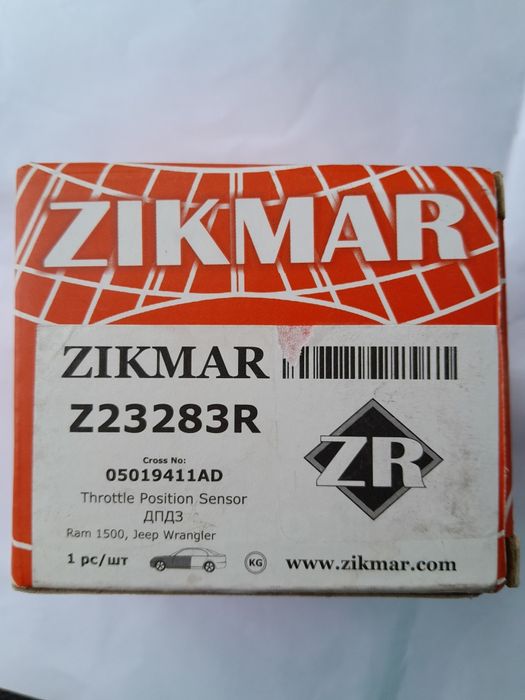 ZIKMAR
ZIKMAR
Z23283R
Cross No:
05019411AD
Throttle Position Sensor
ДПДЗ
Ram 1500, Jeep Wrangler
1 pc/шт
KG
ZR
www.zikmar.com